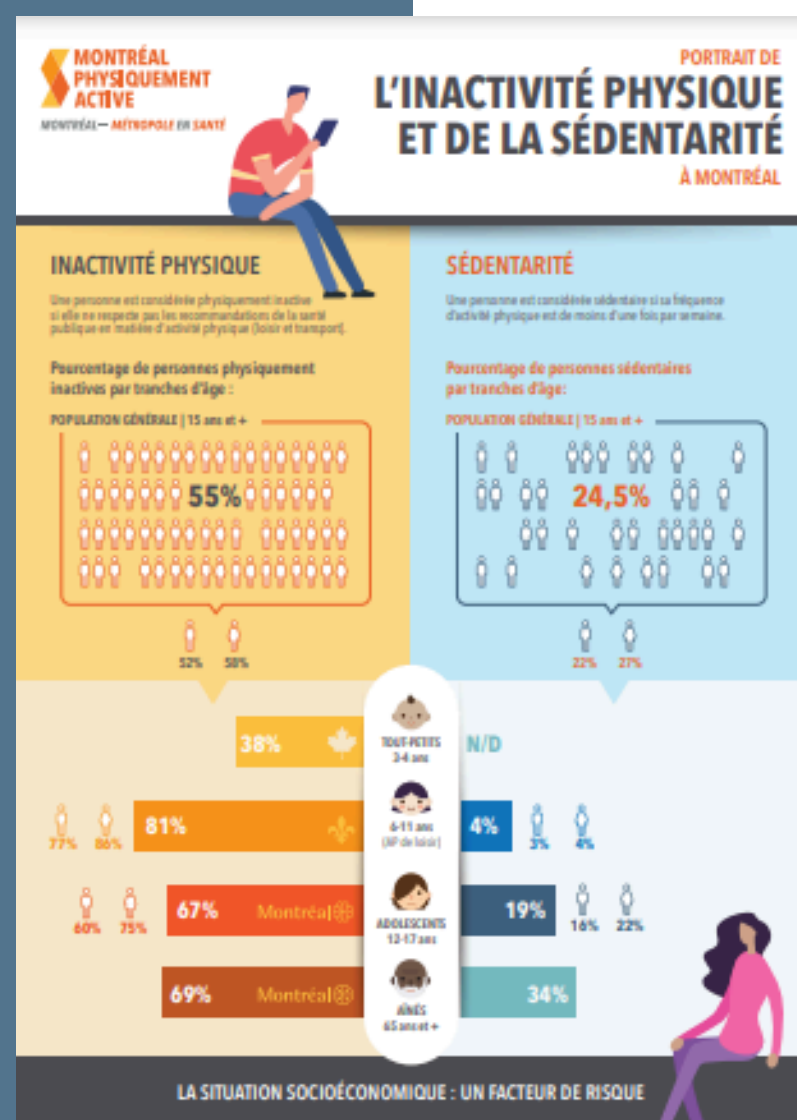 MONTRÉAL
PHYSIQUEMENT
ACTIVE
MONTRÉAL— MÉTROPOLE EN SANTÉ
PORTRAIT DE
L'INACTIVITÉ PHYSIQUE
ET DE LA SÉDENTARITÉ
À MONTRÉAL
INACTIVITÉ PHYSIQUE
Une personne est considérée physiquement inactive
si elle ne respecte pas les recommandations de la santé
publique en matière d'activité physique (loisir et transport).
Pourcentage de personnes physiquement
inactives par tranches d'âge :
POPULATION GÉNÉRALE | 15 ans et +
55%
52% 58%
SÉDENTARITÉ
Une personne est considérée sédentaire si sa fréquence
d'activité physique est de moins d'une fois par semaine.
Pourcentage de personnes sédentaires
par tranches d'âge:
POPULATION GÉNÉRALE | 15 ans et +
24,5%
22% 27%
38%
TOUT-PETITS
3-4 ans
N/D
77% 86%
81%
6-11 ans
(AP de loisir)
4%
3% 4%
60% 75%
67%
Montréal
ADOLESCENTS
12-17 ans
19%
16% 22%
69%
Montréal
AÎNÉS
65 ans et +
34%
LA SITUATION SOCIOÉCONOMIQUE : UN FACTEUR DE RISQUE